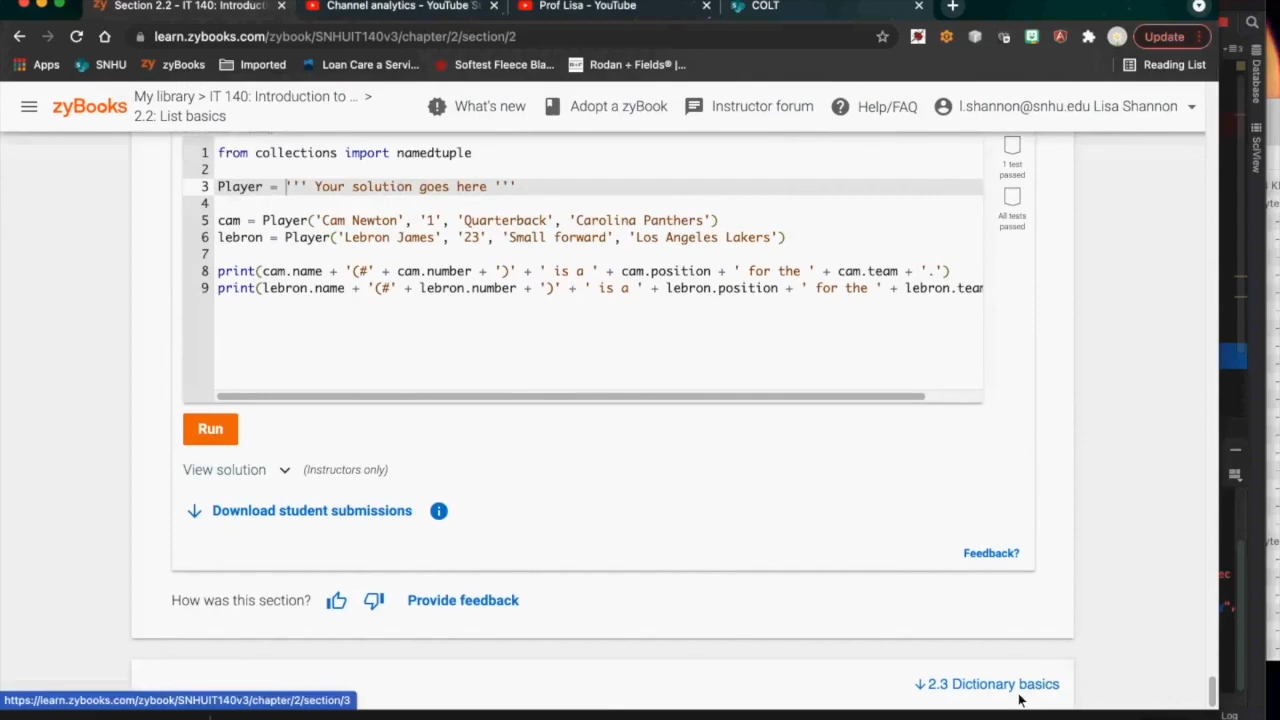 Section 2.2 - IT 140: Introducti
Channel analytics - YouTube S
Prof Lisa - YouTube
COLT
learn.zybooks.com/zybook/SNHUIT140v3/chapter/2/section/2
Update
Apps
SNHU
zyBooks
Imported
Loan Care a Servi...
Softest Fleece Bla...
Rodan + Fields® |...
Reading List
zyBooks
My library > IT 140: Introduction to ... >
2.2: List basics
What's new
Adopt a zyBook
Instructor forum
Help/FAQ
l.shannon@snhu.edu Lisa Shannon
1 from collections import namedtuple
2
3 Player = ''' Your solution goes here '''
4
5 cam = Player('Cam Newton', '1', 'Quarterback', 'Carolina Panthers')
6 lebron = Player('Lebron James', '23', 'Small forward', 'Los Angeles Lakers')
7
8 print(cam.name + '(#' + cam.number + ')' + ' is a ' + cam.position + ' for the ' + cam.team + '.')
9 print(lebron.name + '(#' + lebron.number + ')' + ' is a ' + lebron.position + ' for the ' + lebron.team
1 test
passed
All tests
passed
Run
View solution
(Instructors only)
Download student submissions
Feedback?
How was this section?
Provide feedback
2.3 Dictionary basics
https://learn.zybooks.com/zybook/SNHUIT140v3/chapter/2/section/3
Database
SciView
Log